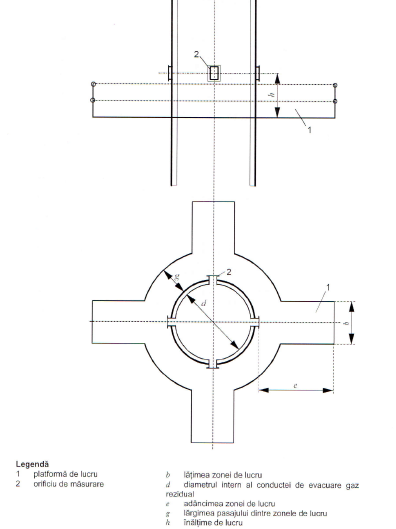 2
h
1
g
2
d
1
b
e
Legendă
1 platformă de lucru
2 orificiu de măsurare
b lățimea zonei de lucru
d diametrul intern al conductei de evacuare gaz
rezidual
e adâncimea zonei de lucru
g lărgimea pasajului dintre zonele de lucru
h înălțime de lucru